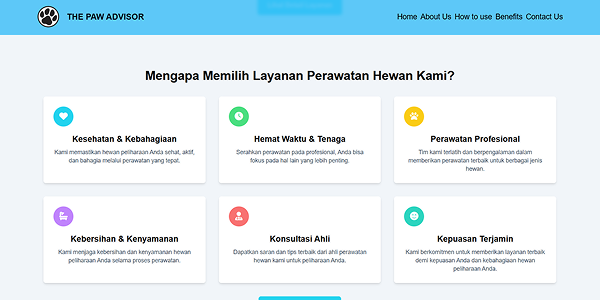 THE PAW ADVISOR
Home About Us How to use Benefits Contact Us
Mengapa Memilih Layanan Perawatan Hewan Kami?
Kesehatan & Kebahagiaan
Kami memastikan hewan peliharaan Anda sehat, aktif,
dan bahagia melalui perawatan yang tepat.
Hemat Waktu & Tenaga
Serahkan perawatan pada profesional, Anda bisa
fokus pada hal lain yang lebih penting.
Perawatan Profesional
Tim kami terlatih dan berpengalaman dalam
memberikan perawatan terbaik untuk berbagai jenis
hewan.
Kebersihan & Kenyamanan
Kami menjaga kebersihan dan kenyamanan hewan
peliharaan Anda selama proses perawatan.
Konsultasi Ahli
Dapatkan saran dan tips terbaik dari ahli perawatan
hewan kami untuk peliharaan Anda.
Kepuasan Terjamin
Kami berkomitmen untuk memberikan layanan terbaik
demi kepuasan Anda dan kebahagiaan hewan
peliharaan Anda.